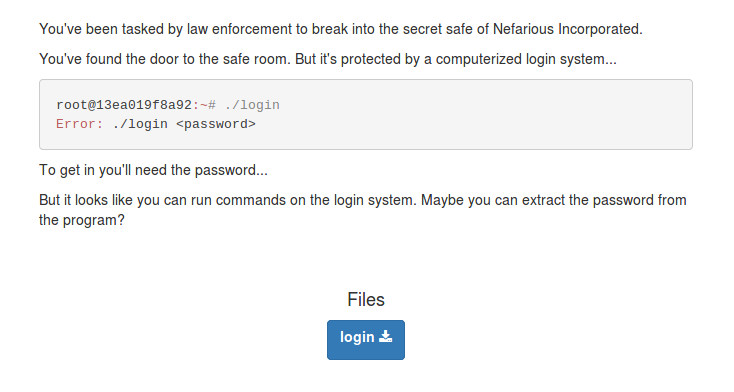 You've been tasked by law enforcement to break into the secret safe of Nefarious Incorporated.
You've found the door to the safe room. But it's protected by a computerized login system...
root@13ea019f8a92:~# ./login
Error: ./login <password>
To get in you'll need the password...
But it looks like you can run commands on the login system. Maybe you can extract the password from
the program?
Files
login